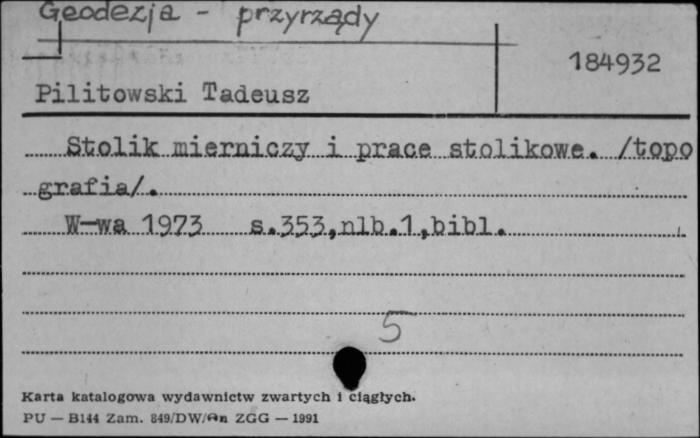 Geodezja - przyrządy
184932
Pilitowski Tadeusz
Stolik mierniczy i prace stolikowe. /topo
grafia/.
W-wa 1973 s.353,nlb.1,bibl.
5
Karta katalogowa wydawnictw zwartych i ciągłych.
PU — B144 Zam. 849/DW/An ZGG — 1991